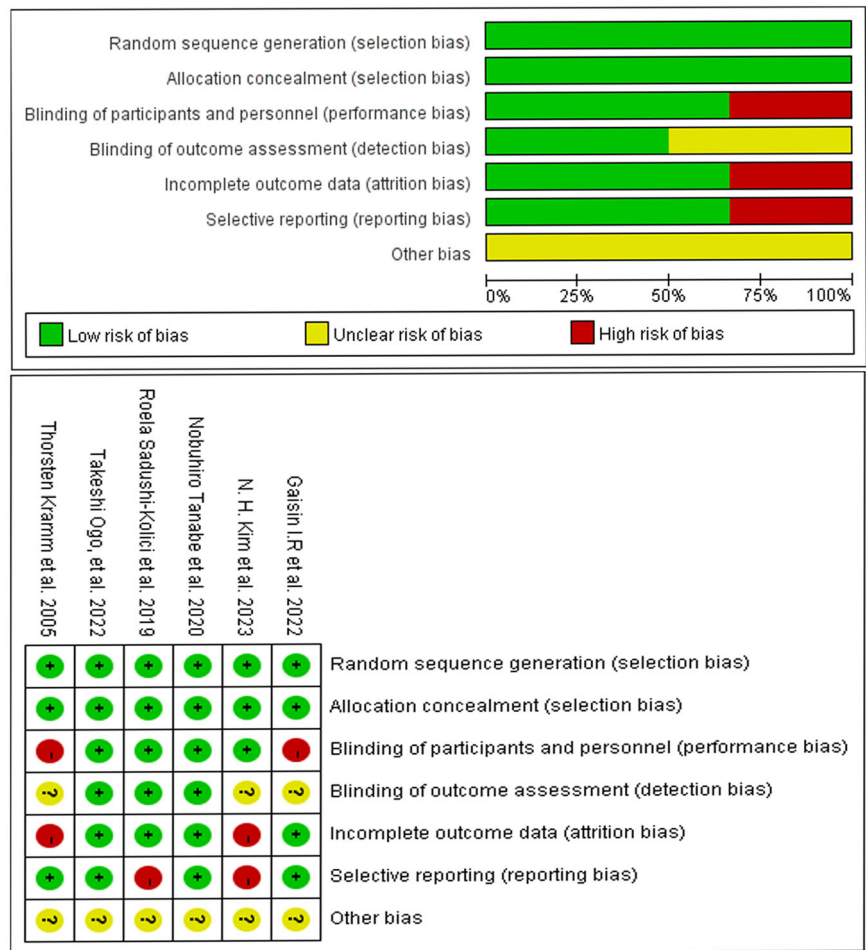 Random sequence generation (selection bias)
Allocation concealment (selection bias)
Blinding of participants and personnel (performance bias)
Blinding of outcome assessment (detection bias)
Incomplete outcome data (attrition bias)
Selective reporting (reporting bias)
Other bias
0% 25% 50% 75% 100%
Low risk of bias Unclear risk of bias High risk of bias
Thorsten Kramm et al. 2005
Takeshi Ogo, et al. 2022
Roela Sadushi-Kolici et al. 2019
Nobuhiro Tanabe et al. 2020
N. H. Kim et al. 2023
Gaisin I.R et al. 2022
+ + + + + + Random sequence generation (selection bias)
+ + + + + + Allocation concealment (selection bias)
- + + + + - Blinding of participants and personnel (performance bias)
? + + + ? ? Blinding of outcome assessment (detection bias)
- + + + - + Incomplete outcome data (attrition bias)
+ + - + - + Selective reporting (reporting bias)
? ? ? ? ? ? Other bias